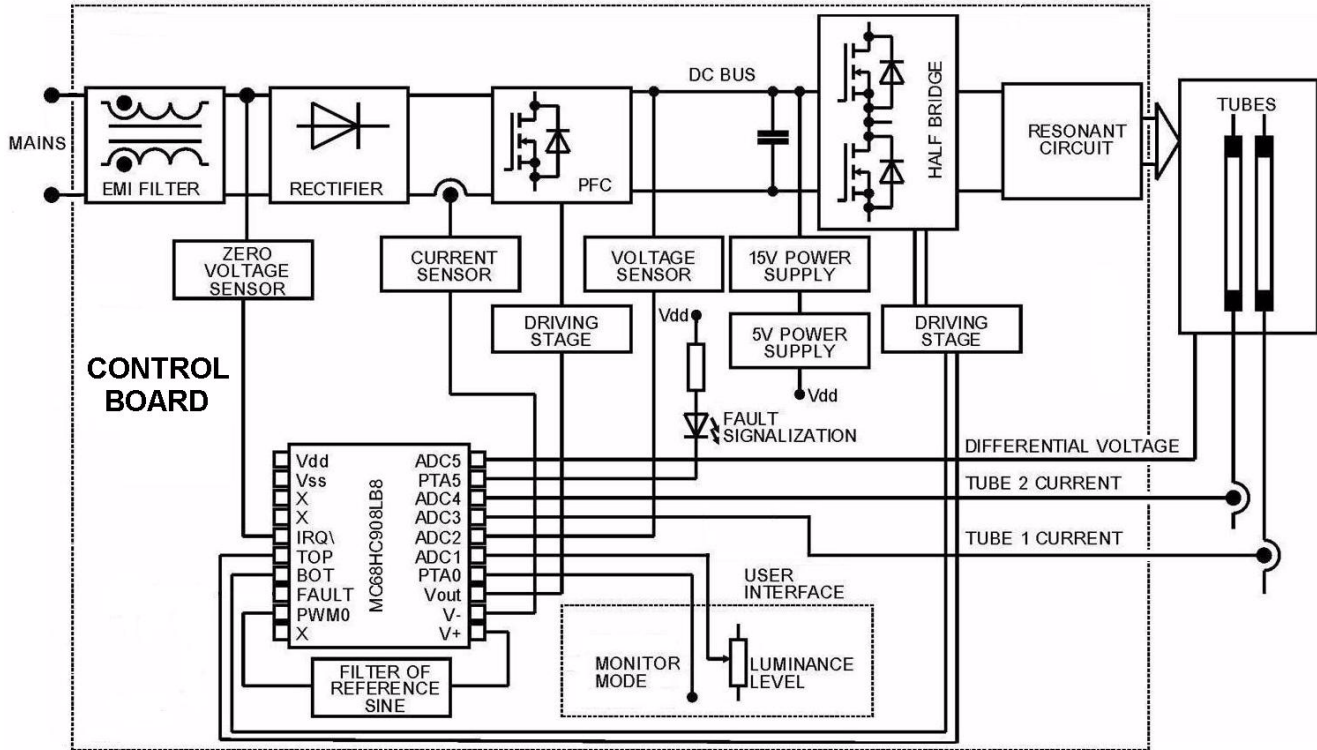 DC BUS
HALF BRIDGE
TUBES
MAINS
EMI FILTER
RECTIFIER
PFC
RESONANT
CIRCUIT
ZERO
VOLTAGE
SENSOR
CURRENT
SENSOR
VOLTAGE
SENSOR
15V POWER
SUPPLY
DRIVING
STAGE
Vdd
5V POWER
SUPPLY
DRIVING
STAGE
Vdd
CONTROL
BOARD
FAULT
SIGNALIZATION
DIFFERENTIAL VOLTAGE
TUBE 2 CURRENT
TUBE 1 CURRENT
MC68HC908LB8
Vdd
Vss
X
X
IRQ\
TOP
BOT
FAULT
PWM0
X
ADC5
PTA5
ADC4
ADC3
ADC2
ADC1
PTA0
Vout
V-
V+
FILTER OF
REFERENCE
SINE
USER
INTERFACE
MONITOR
MODE
LUMINANCE
LEVEL